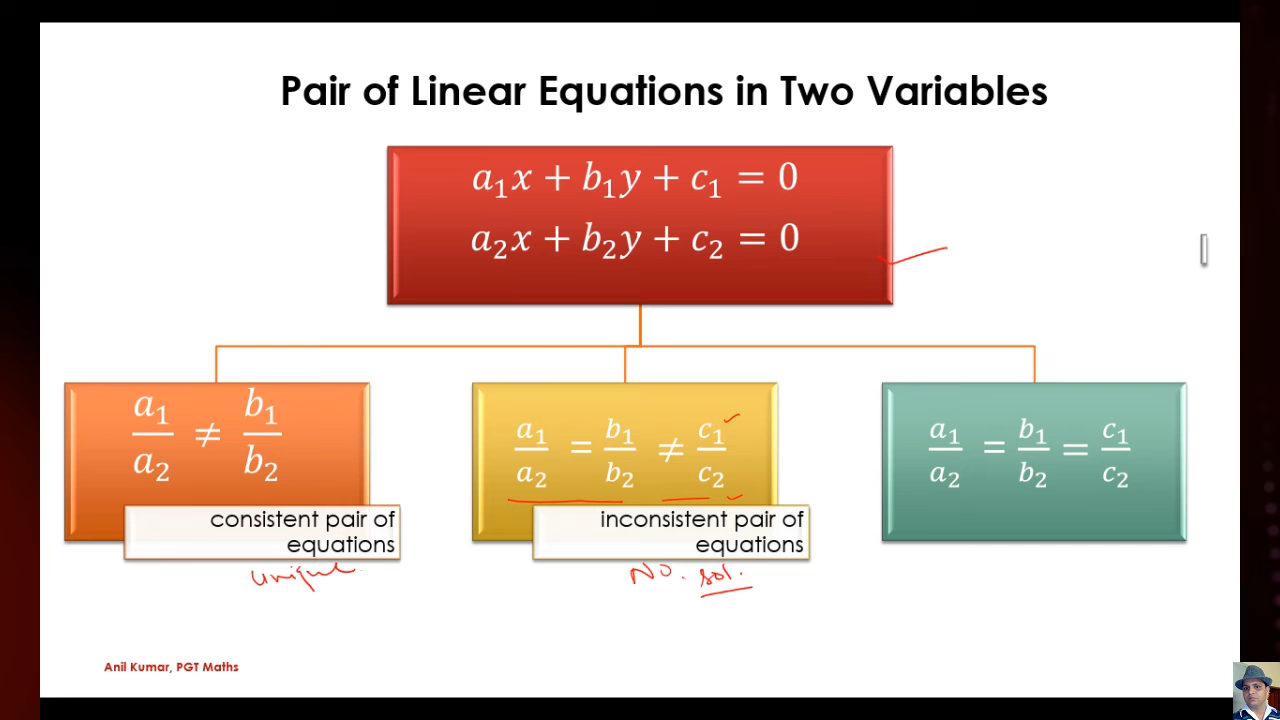 Pair of Linear Equations in Two Variables
a₁x + b₁y + c₁ = 0
a₂x + b₂y + c₂ = 0
a₁/a₂ ≠ b₁/b₂
consistent pair of
equations
unique.
a₁/a₂ = b₁/b₂ ≠ c₁/c₂
inconsistent pair of
equations
No. sol.
a₁/a₂ = b₁/b₂ = c₁/c₂
Anil Kumar, PGT Maths